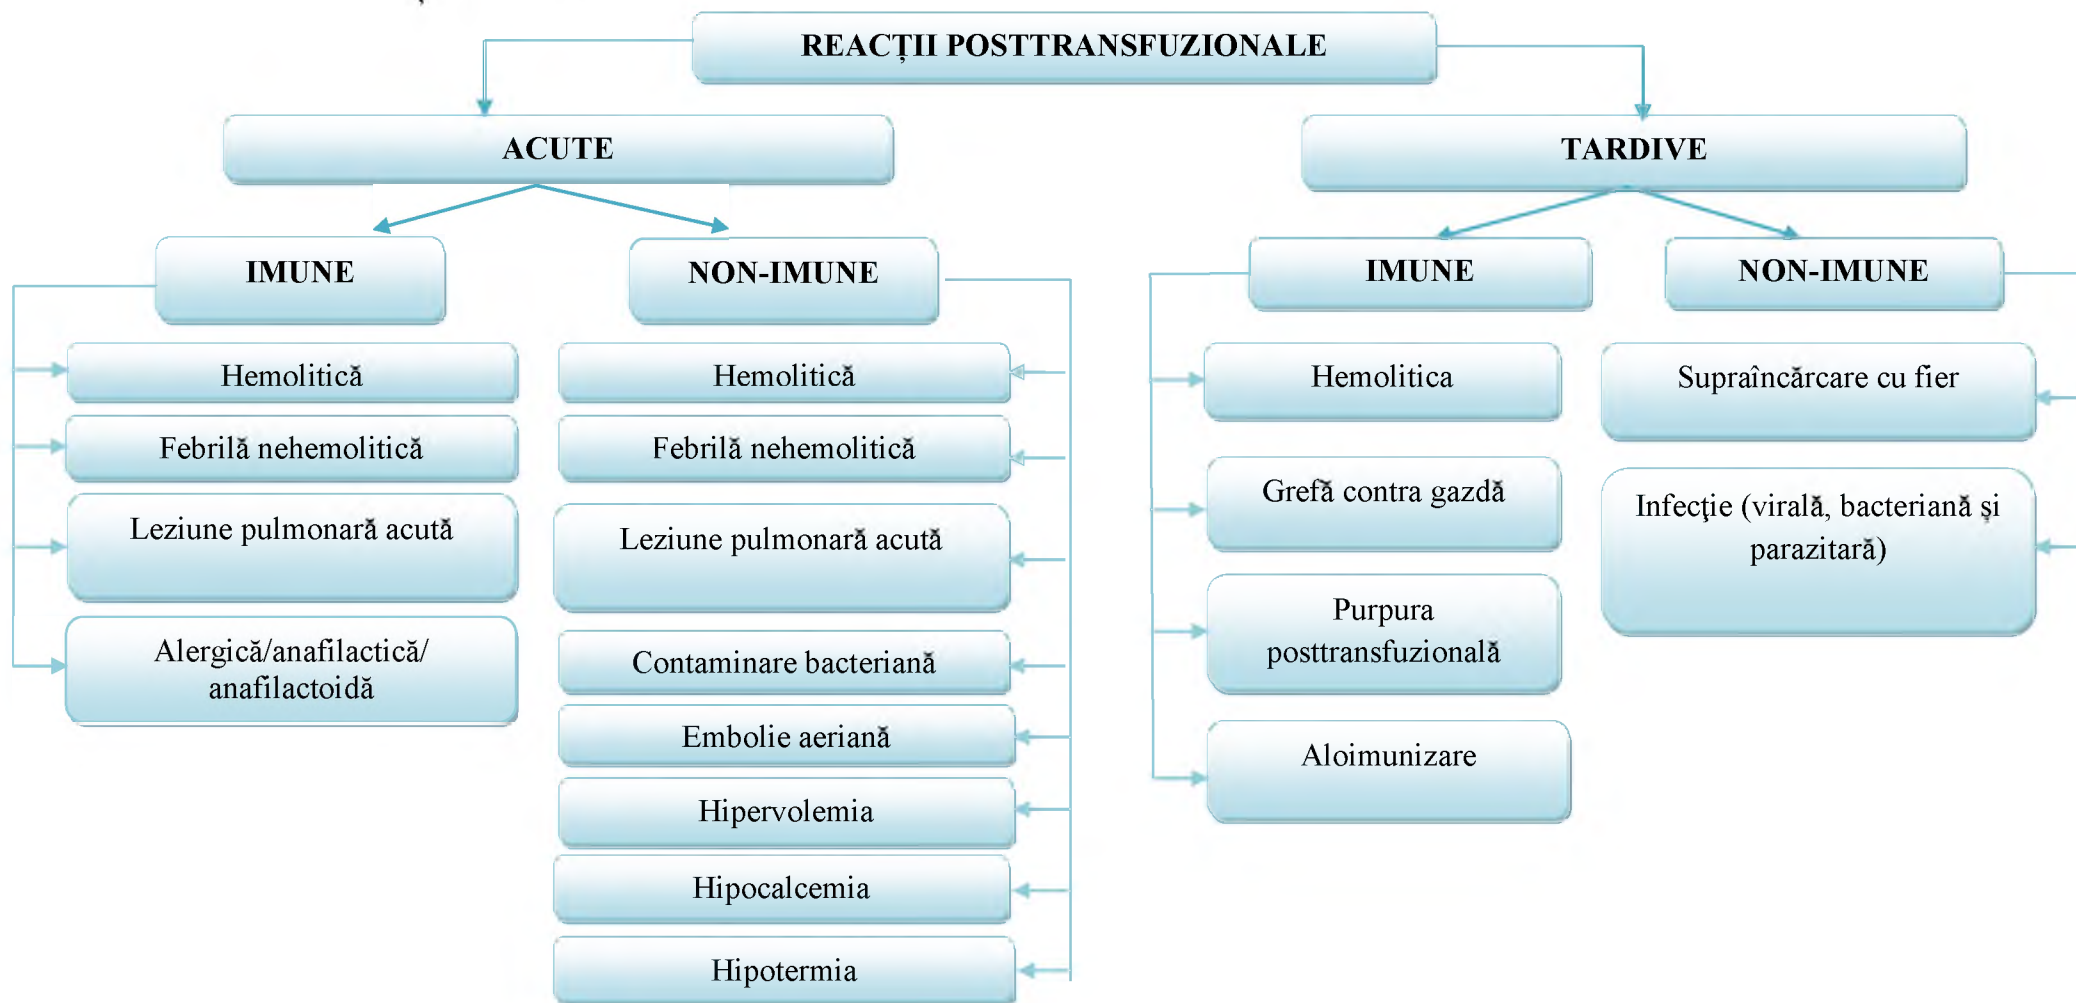 REACȚII POSTTRANSFUZIONALE
ACUTE
IMUNE
Hemolitică
Febrilă nehemolitică
Leziune pulmonară acută
Alergică/anafilactică/
anafilactoidă
NON-IMUNE
Hemolitică
Febrilă nehemolitică
Leziune pulmonară acută
Contaminare bacteriană
Embolie aeriană
Hipervolemia
Hipocalcemia
Hipotermia
TARDIVE
IMUNE
Hemolitica
Grefă contra gazdă
Purpura
posttransfuzională
Aloimunizare
NON-IMUNE
Supraîncărcare cu fier
Infecţie (virală, bacteriană și
parazitară)